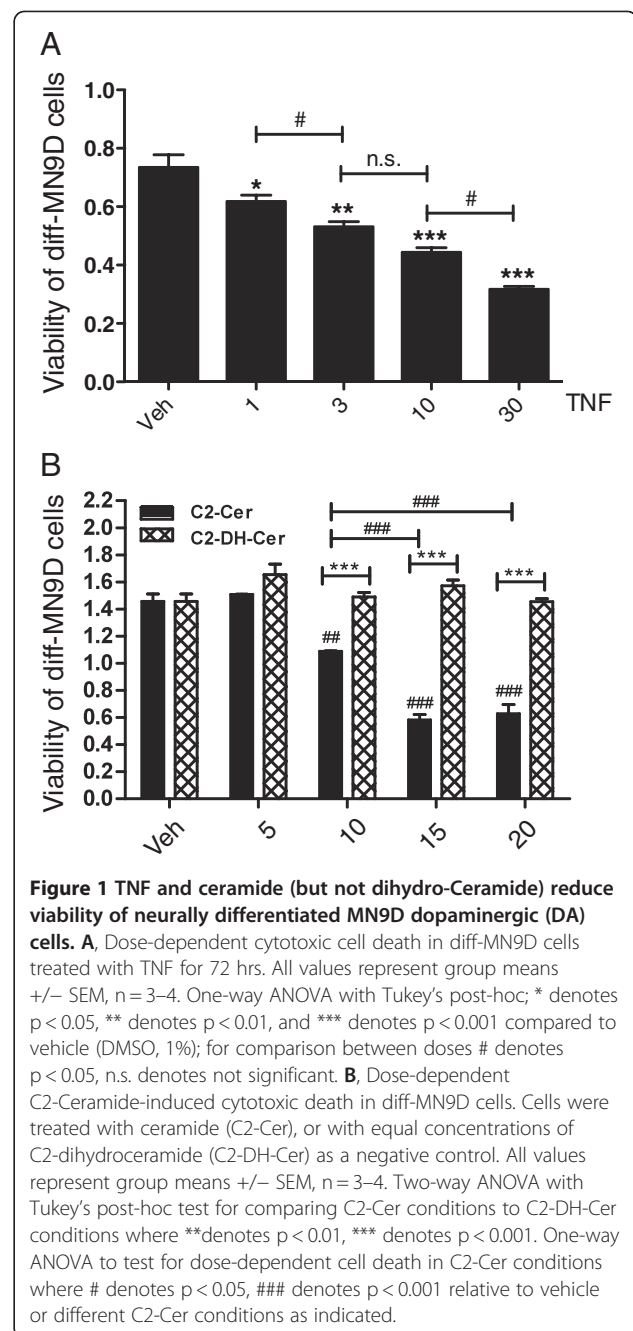 A
Viability of diff-MN9D cells
1.0
0.8
0.6
0.4
0.2
0.0
#
n.s.
#
*
**
***
***
Veh
1
3
10
30
TNF
B
Viability of diff-MN9D cells
2.2
2.0
1.8
1.6
1.4
1.2
1.0
0.8
0.6
0.4
0.2
0.0
C2-Cer
C2-DH-Cer
###
###
***
***
***
##
###
###
Veh
5
10
15
20
Figure 1 TNF and ceramide (but not dihydro-Ceramide) reduce
viability of neurally differentiated MN9D dopaminergic (DA)
cells. A, Dose-dependent cytotoxic cell death in diff-MN9D cells
treated with TNF for 72 hrs. All values represent group means
+/− SEM, n = 3–4. One-way ANOVA with Tukey's post-hoc; * denotes
p < 0.05, ** denotes p < 0.01, and *** denotes p < 0.001 compared to
vehicle (DMSO, 1%); for comparison between doses # denotes
p < 0.05, n.s. denotes not significant. B, Dose-dependent
C2-Ceramide-induced cytotoxic death in diff-MN9D cells. Cells were
treated with ceramide (C2-Cer), or with equal concentrations of
C2-dihydroceramide (C2-DH-Cer) as a negative control. All values
represent group means +/− SEM, n = 3–4. Two-way ANOVA with
Tukey's post-hoc test for comparing C2-Cer conditions to C2-DH-Cer
conditions where **denotes p < 0.01, *** denotes p < 0.001. One-way
ANOVA to test for dose-dependent cell death in C2-Cer conditions
where # denotes p < 0.05, ### denotes p < 0.001 relative to vehicle
or different C2-Cer conditions as indicated.